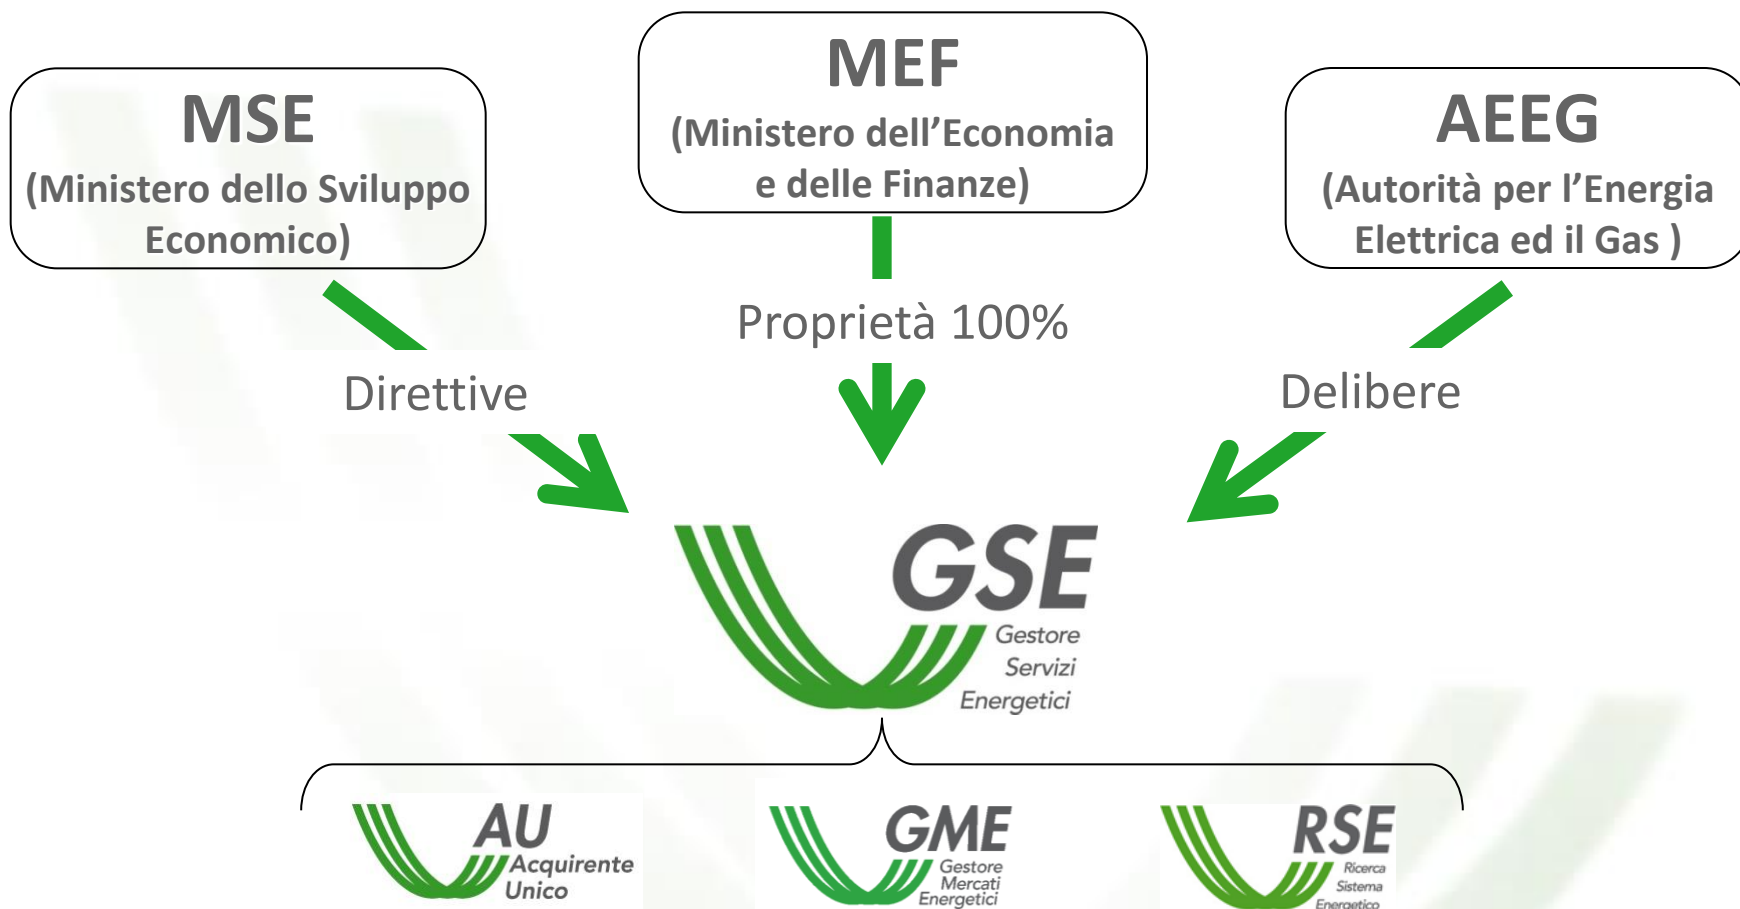 MSE
(Ministero dello Sviluppo
Economico)
MEF
(Ministero dell’Economia
e delle Finanze)
AEEG
(Autorità per l’Energia
Elettrica ed il Gas )
Direttive
Proprietà 100%
Delibere
GSE
Gestore
Servizi
Energetici
AU
Acquirente
Unico
GME
Gestore
Mercati
Energetici
RSE
Ricerca
Sistema
Energetico